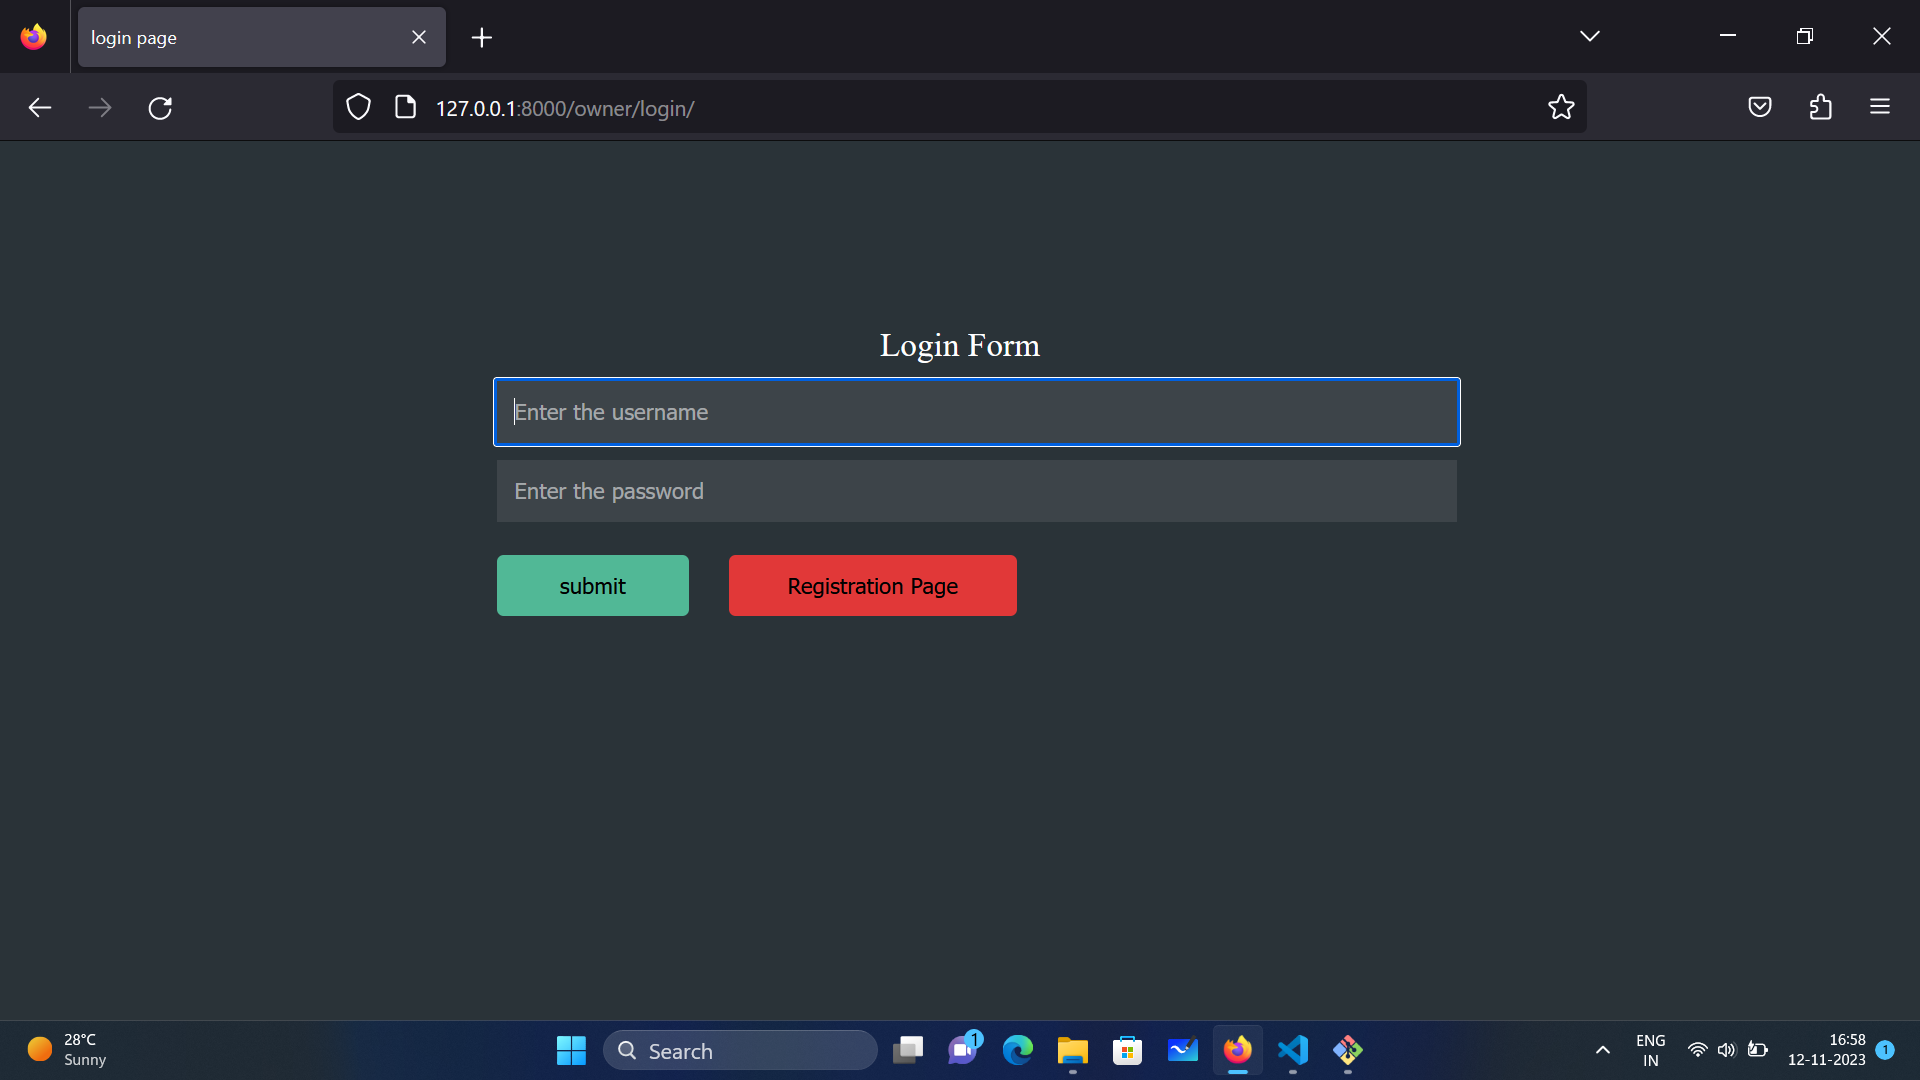 login page
127.0.0.1:8000/owner/login/
Login Form
Enter the username
Enter the password
submit
Registration Page
28°C
Sunny
Search
1
ENG
IN
16:58
12-11-2023
1